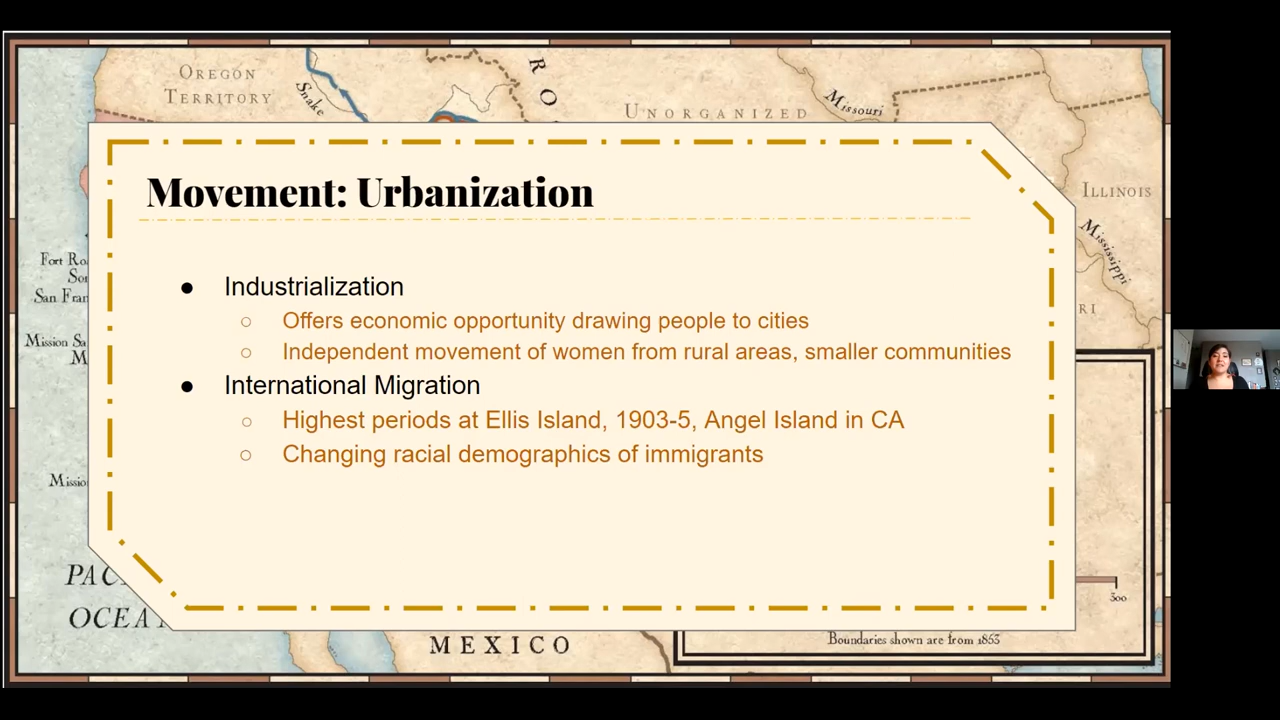 OREGON
TERRITORY
Snake
R O
UNORGANIZED
Missouri
ILLINOIS
Mississippi
Movement: Urbanization
● Industrialization
○ Offers economic opportunity drawing people to cities
○ Independent movement of women from rural areas, smaller communities
● International Migration
○ Highest periods at Ellis Island, 1903-5, Angel Island in CA
○ Changing racial demographics of immigrants
Fort Ro
Son
San Fran
Mission Sa
M
RI
Missio
PAC
OCEA
MEXICO
300
Boundaries shown are from 1853